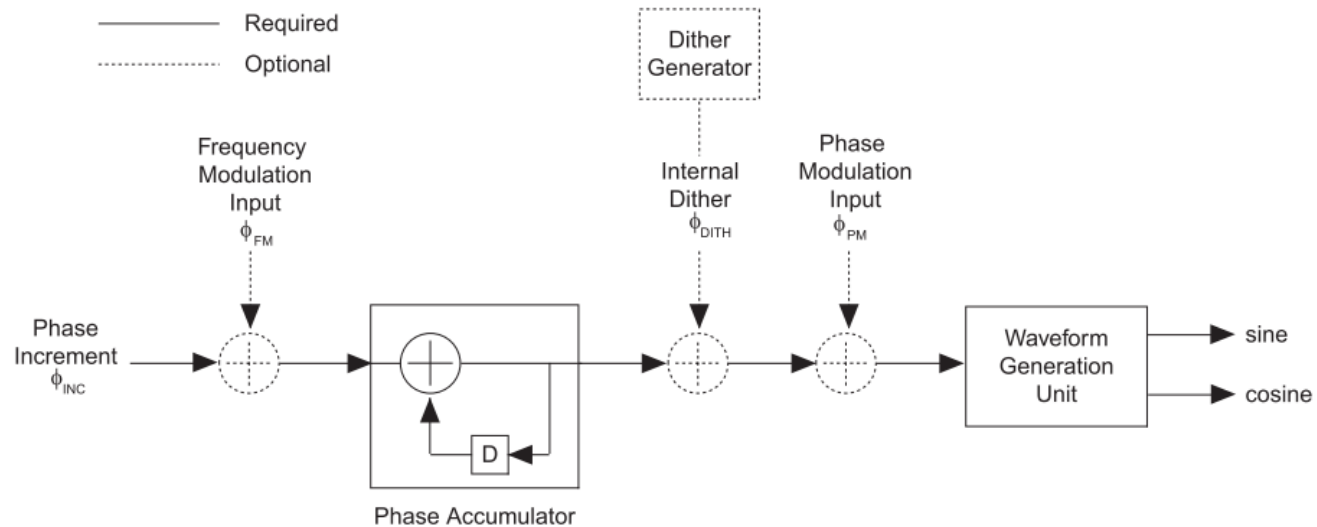 Required
Optional
Dither
Generator
Frequency
Modulation
Input
ϕFM
Internal
Dither
ϕDITH
Phase
Modulation
Input
ϕPM
Phase
Increment
ϕINC
D
Phase Accumulator
Waveform
Generation
Unit
sine
cosine